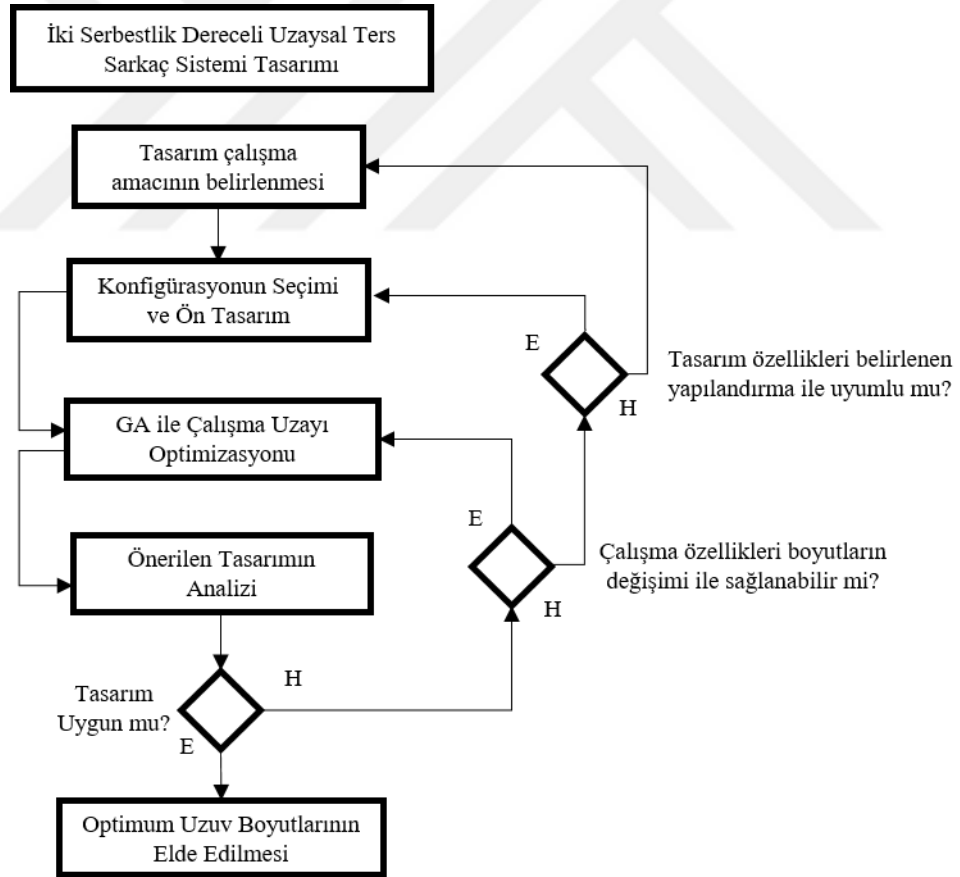 İki Serbestlik Dereceli Uzaysal Ters
Sarkaç Sistemi Tasarımı
Tasarım çalışma
amacının belirlenmesi
Konfigürasyonun Seçimi
ve Ön Tasarım
E
H
Tasarım özellikleri belirlenen
yapılandırma ile uyumlu mu?
GA ile Çalışma Uzayı
Optimizasyonu
E
H
Çalışma özellikleri boyutların
değişimi ile sağlanabilir mi?
Önerilen Tasarımın
Analizi
H
Tasarım
Uygun mu?
E
Optimum Uzuv Boyutlarının
Elde Edilmesi